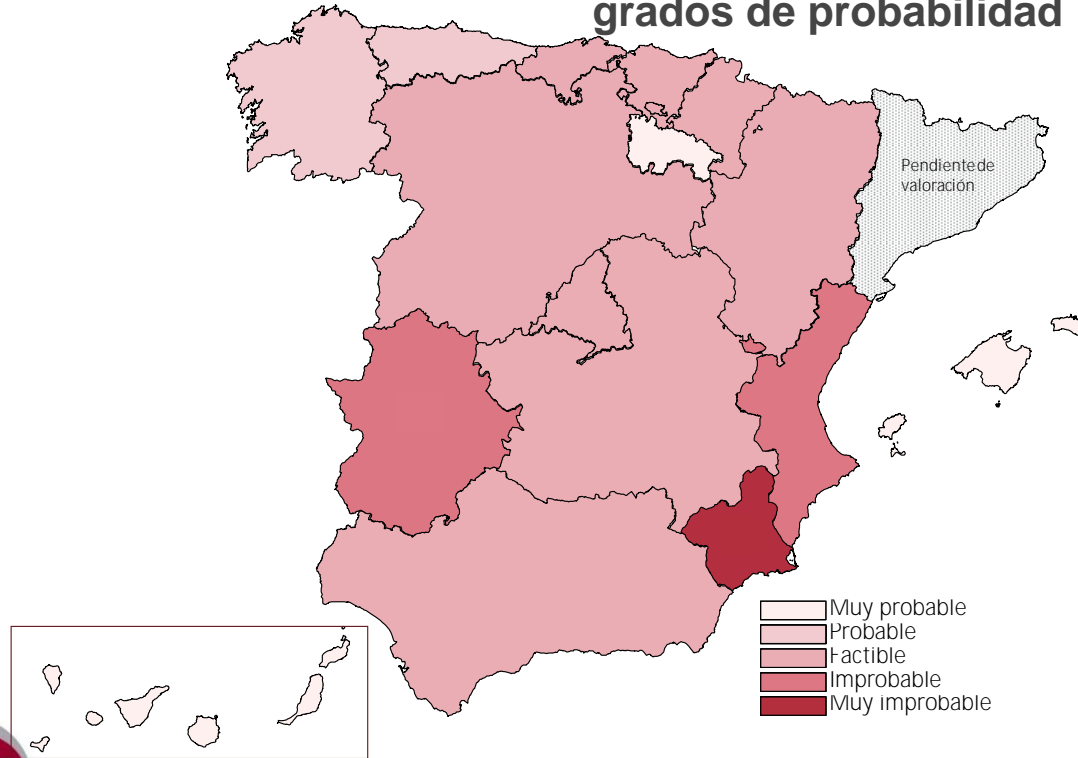 grados de probabilidad
Pendiente de
valoración
Muy probable
Probable
Factible
Improbable
Muy improbable